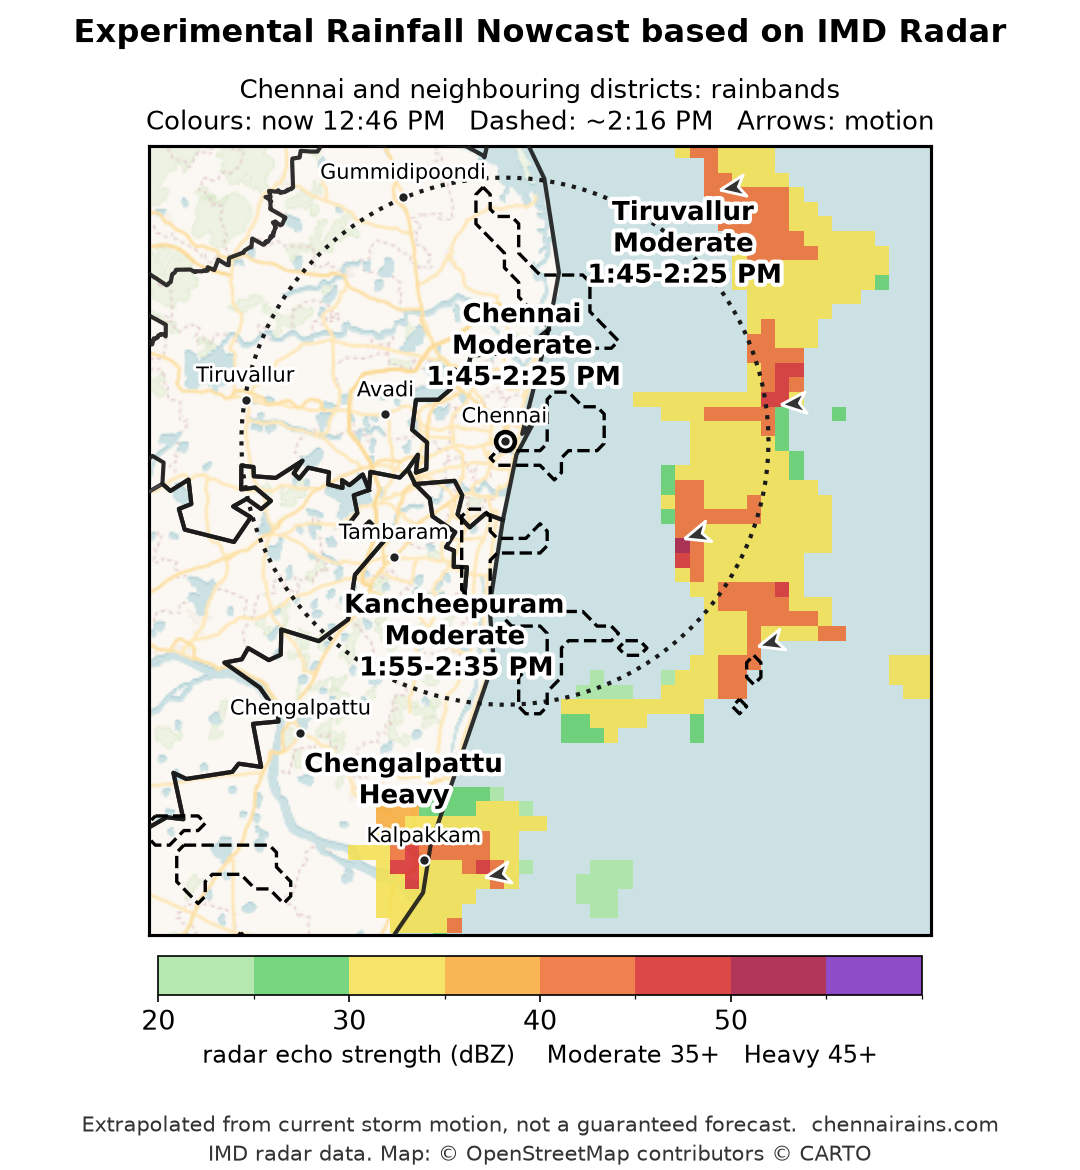 Experimental Rainfall Nowcast based on IMD Radar
Chennai and neighbouring districts: rainbands
Colours: now 12:46 PM   Dashed: ~2:16 PM   Arrows: motion
Gummidipoondi
Tiruvallur
Moderate
1:45-2:25 PM
Chennai
Moderate
1:45-2:25 PM
Tiruvallur
Avadi
Chennai
Tambaram
Kancheepuram
Moderate
1:55-2:35 PM
Chengalpattu
Chengalpattu
Heavy
Kalpakkam
20 30 40 50
radar echo strength (dBZ)    Moderate 35+   Heavy 45+
Extrapolated from current storm motion, not a guaranteed forecast.  chennairains.com
IMD radar data. Map: © OpenStreetMap contributors © CARTO